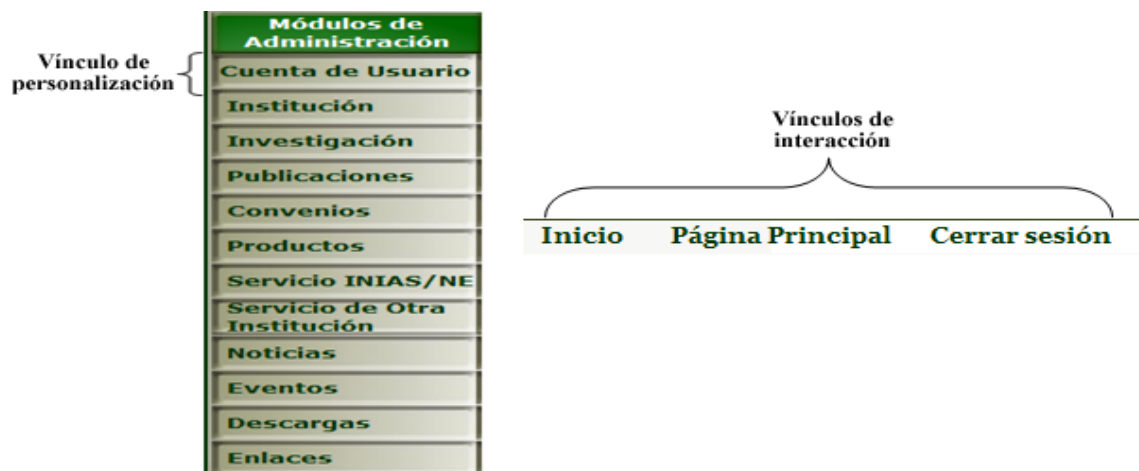 Módulos de
Administración
Vínculo de
personalización
Cuenta de Usuario
Institución
Investigación
Publicaciones
Convenios
Productos
Servicio INIAS/NE
Servicio de Otra
Institución
Noticias
Eventos
Descargas
Enlaces
Vínculos de
interacción
Inicio Página Principal Cerrar sesión